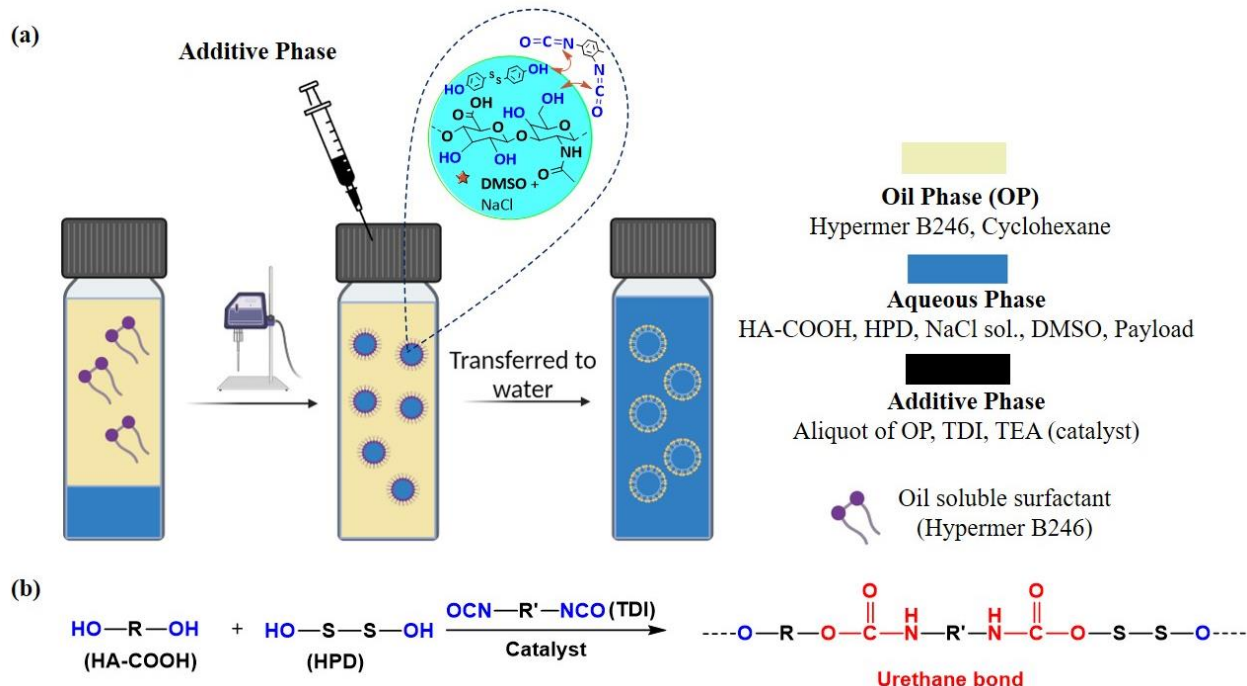 (a)
Additive Phase
O=C=N
N
C
O
HO
S
S
OH
O
OH
HO
OH
O
O
HO
OH
O
O
O
NH
O
DMSO +
NaCl
Transferred to
water
Oil Phase (OP)
Hypermer B246, Cyclohexane
Aqueous Phase
HA-COOH, HPD, NaCl sol., DMSO, Payload
Additive Phase
Aliquot of OP, TDI, TEA (catalyst)
Oil soluble surfactant
(Hypermer B246)
(b)
HO—R—OH + HO—S—S—OH
(HA-COOH) (HPD)
OCN—R'—NCO (TDI)
Catalyst
O O
H H
O—R—O—C—N—R'—N—C—O—S—S—O
Urethane bond